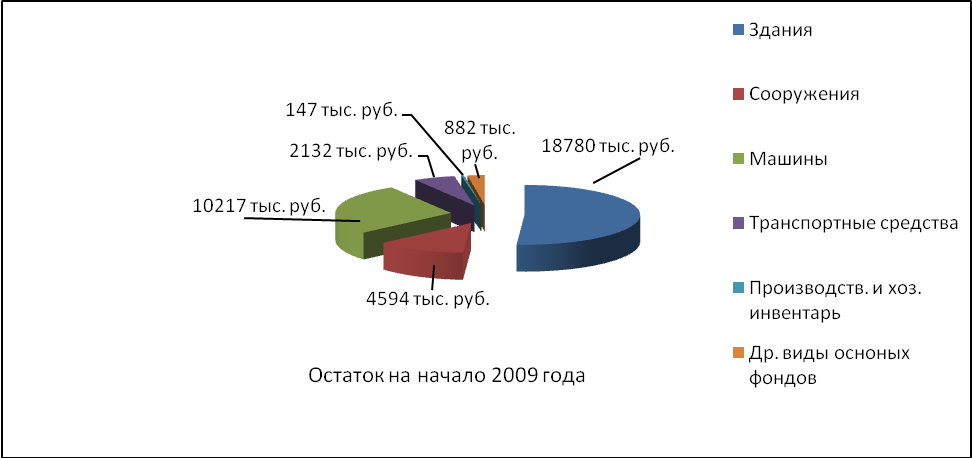 147 тыс. руб.
882 тыс.
руб.
2132 тыс. руб.
18780 тыс. руб.
10217 тыс. руб.
4594 тыс. руб.
Остаток на начало 2009 года
Здания
Сооружения
Машины
Транспортные средства
Производств. и хоз.
инвентарь
Др. виды осноных
фондов